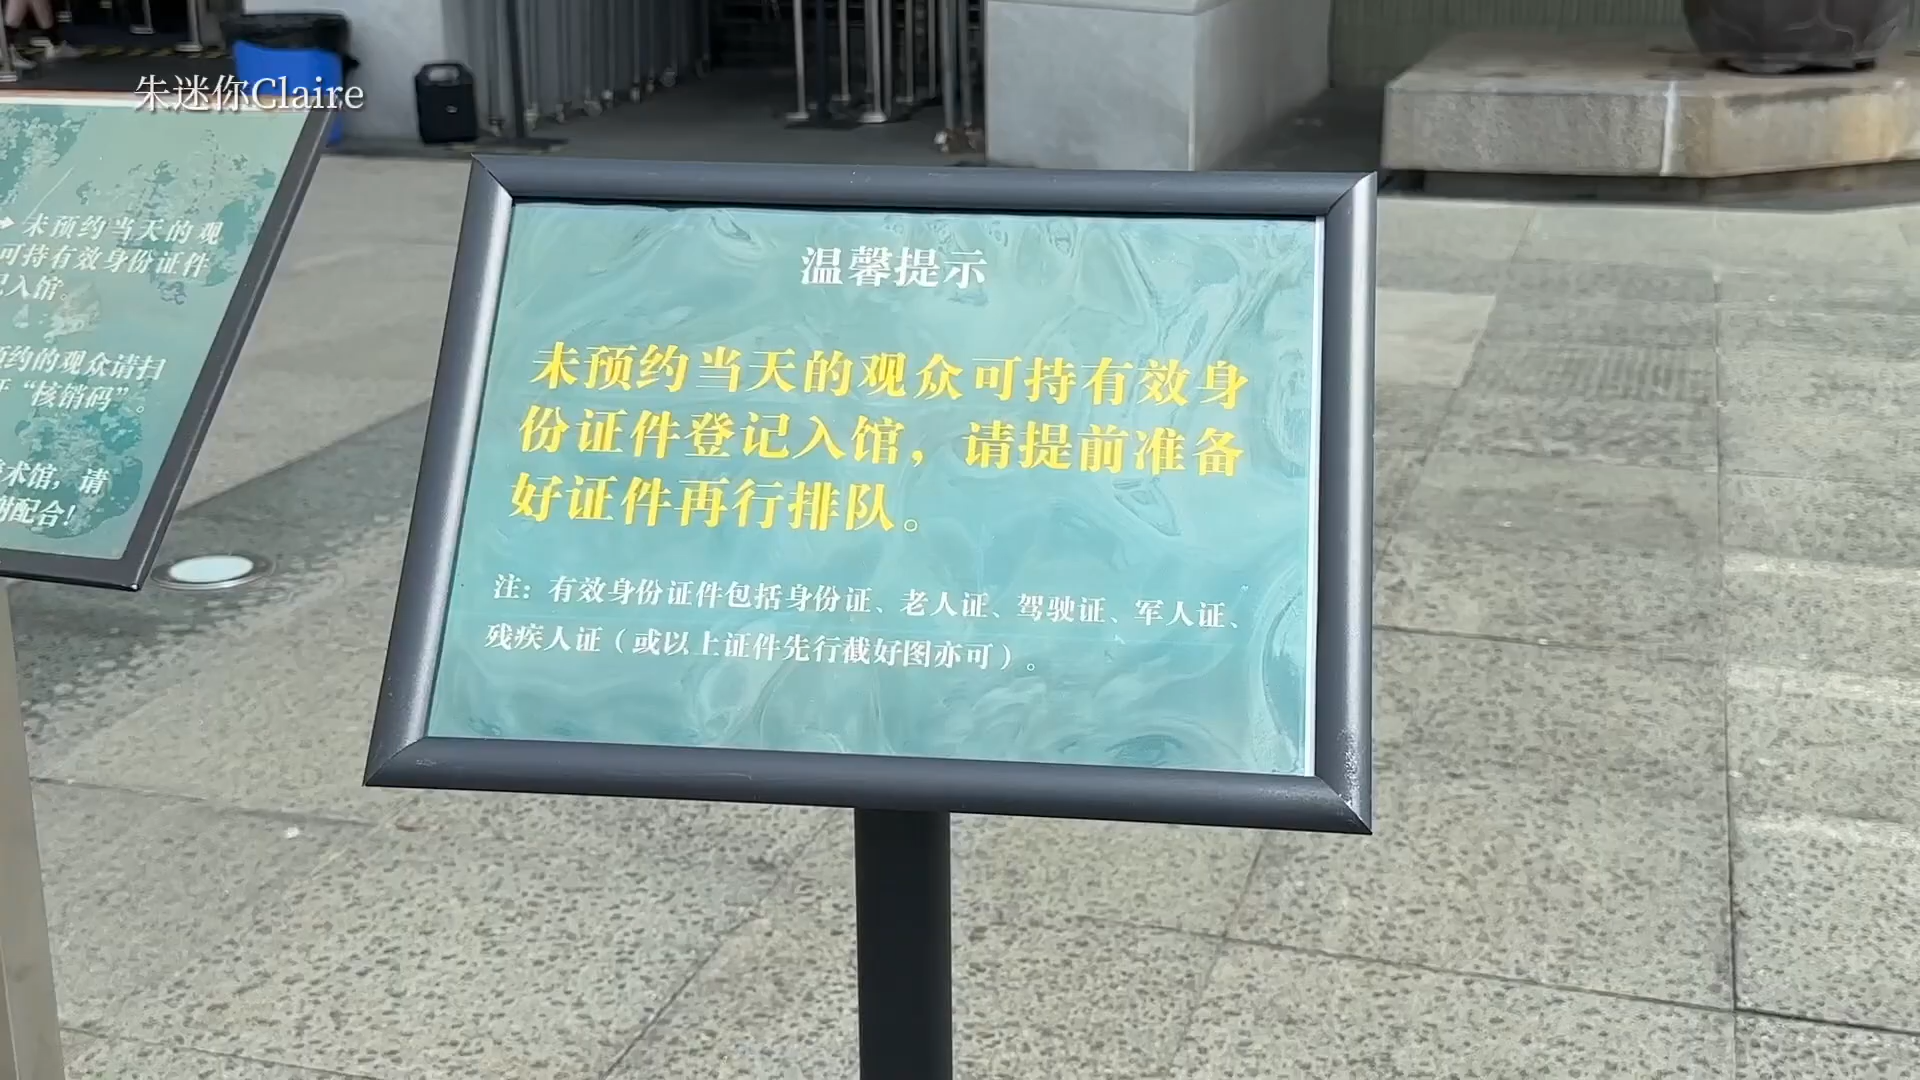 朱迷你Claire
未预约当天的观
可持有效身份证件
入馆。
约的观众请扫
“核销码”。
术馆，请
配合！
温馨提示
未预约当天的观众可持有效身
份证件登记入馆，请提前准备
好证件再行排队。
注：有效身份证件包括身份证、老人证、驾驶证、军人证、
残疾人证（或以上证件先行截好图亦可）。